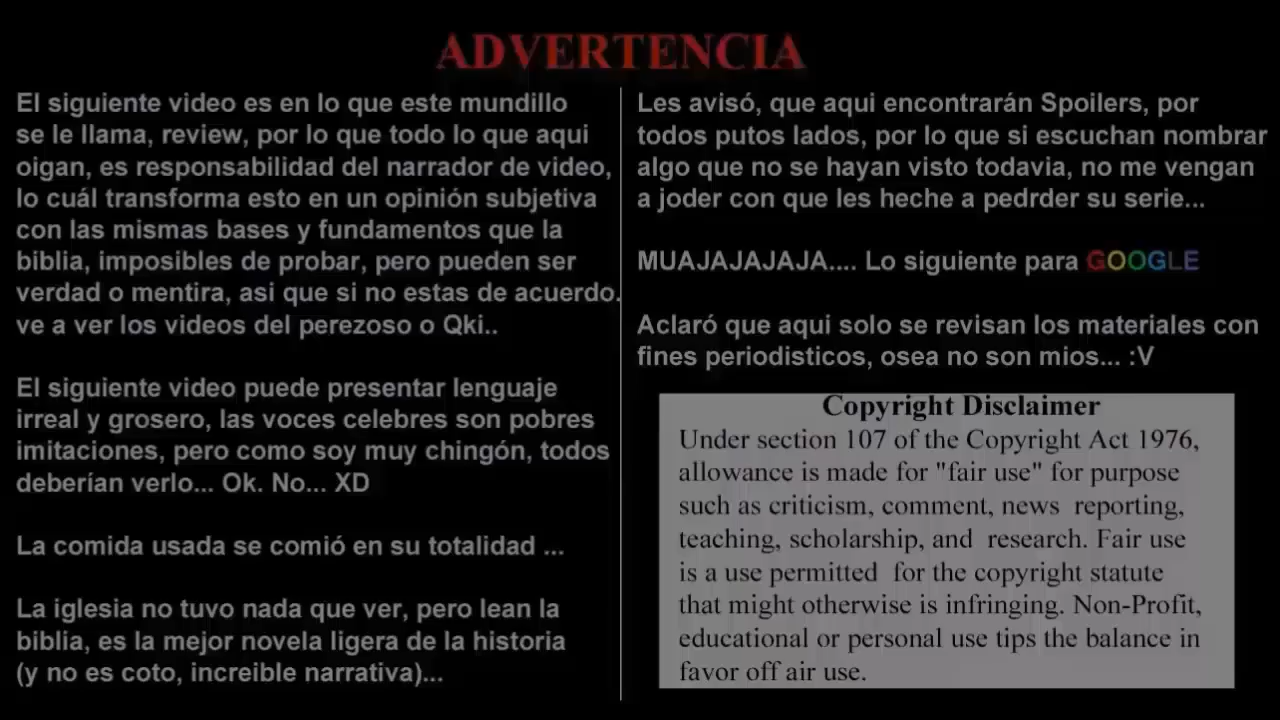 ADVERTENCIA
El siguiente video es en lo que este mundillo
se le llama, review, por lo que todo lo que aqui
oigan, es responsabilidad del narrador de video,
lo cuál transforma esto en un opinión subjetiva
con las mismas bases y fundamentos que la
biblia, imposibles de probar, pero pueden ser
verdad o mentira, asi que si no estas de acuerdo.
ve a ver los videos del perezoso o Qki..
El siguiente video puede presentar lenguaje
irreal y grosero, las voces celebres son pobres
imitaciones, pero como soy muy chingón, todos
deberían verlo... Ok. No... XD
La comida usada se comió en su totalidad ...
La iglesia no tuvo nada que ver, pero lean la
biblia, es la mejor novela ligera de la historia
(y no es coto, increible narrativa)...
Les avisó, que aqui encontrarán Spoilers, por
todos putos lados, por lo que si escuchan nombrar
algo que no se hayan visto todavia, no me vengan
a joder con que les heche a pedrder su serie...
MUAJAJAJAJA.... Lo siguiente para GOOGLE
Aclaró que aqui solo se revisan los materiales con
fines periodisticos, osea no son mios... :V
Copyright Disclaimer
Under section 107 of the Copyright Act 1976,
allowance is made for "fair use" for purpose
such as criticism, comment, news reporting,
teaching, scholarship, and research. Fair use
is a use permitted for the copyright statute
that might otherwise is infringing. Non-Profit,
educational or personal use tips the balance in
favor off air use.